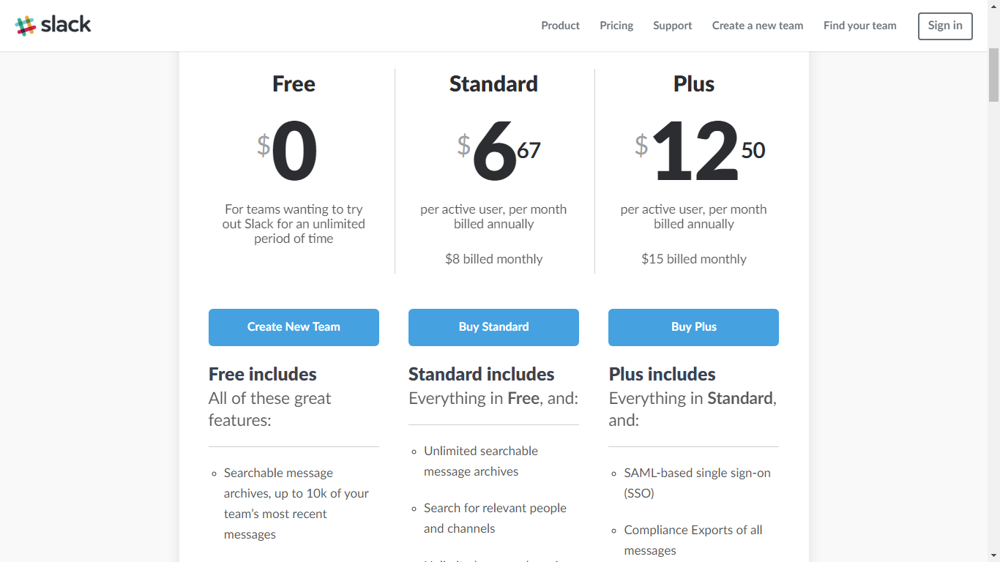 slack
Product Pricing Support Create a new team Find your team Sign in
Free
$0
For teams wanting to try
out Slack for an unlimited
period of time
Standard
$6 67
per active user, per month
billed annually
$8 billed monthly
Plus
$12 50
per active user, per month
billed annually
$15 billed monthly
Create New Team
Buy Standard
Buy Plus
Free includes
All of these great
features:
Searchable message
archives, up to 10k of your
team’s most recent
messages
Standard includes
Everything in Free, and:
Unlimited searchable
message archives
Search for relevant people
and channels
Plus includes
Everything in Standard,
and:
SAML-based single sign-on
(SSO)
Compliance Exports of all
messages